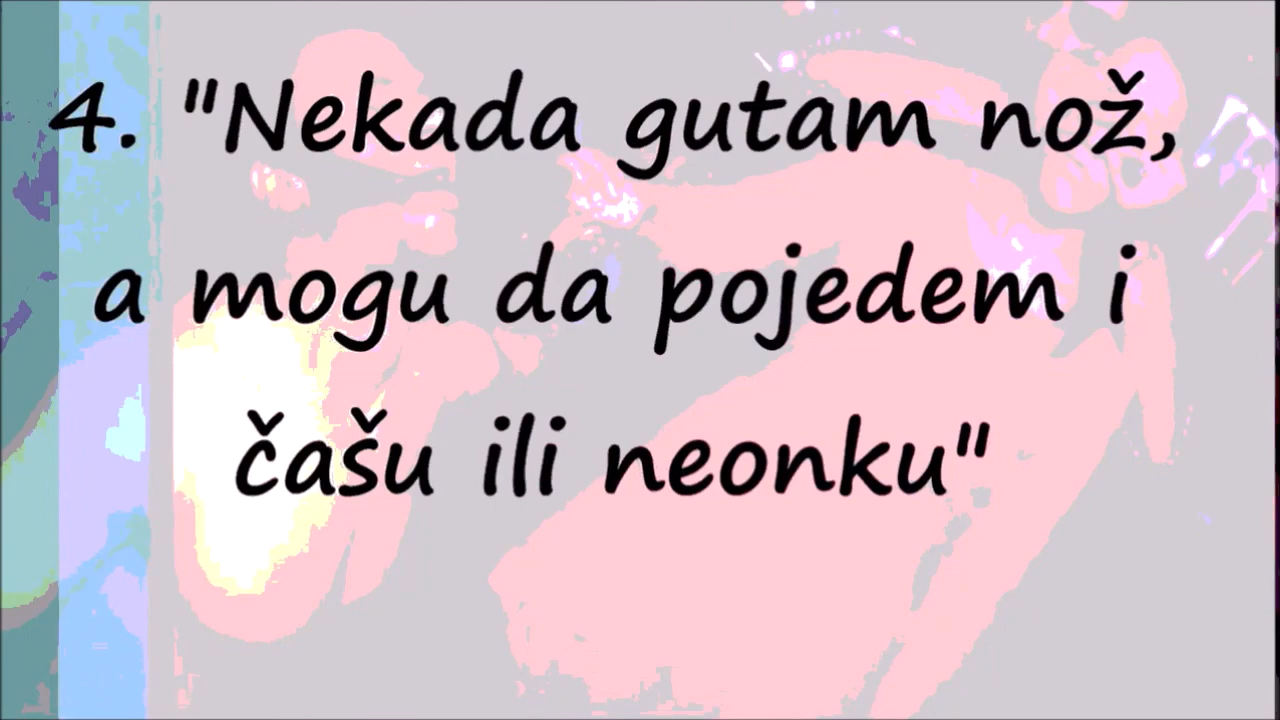 4. "Nekada gutam nož,
a mogu da pojedem i
čašu ili neonku"